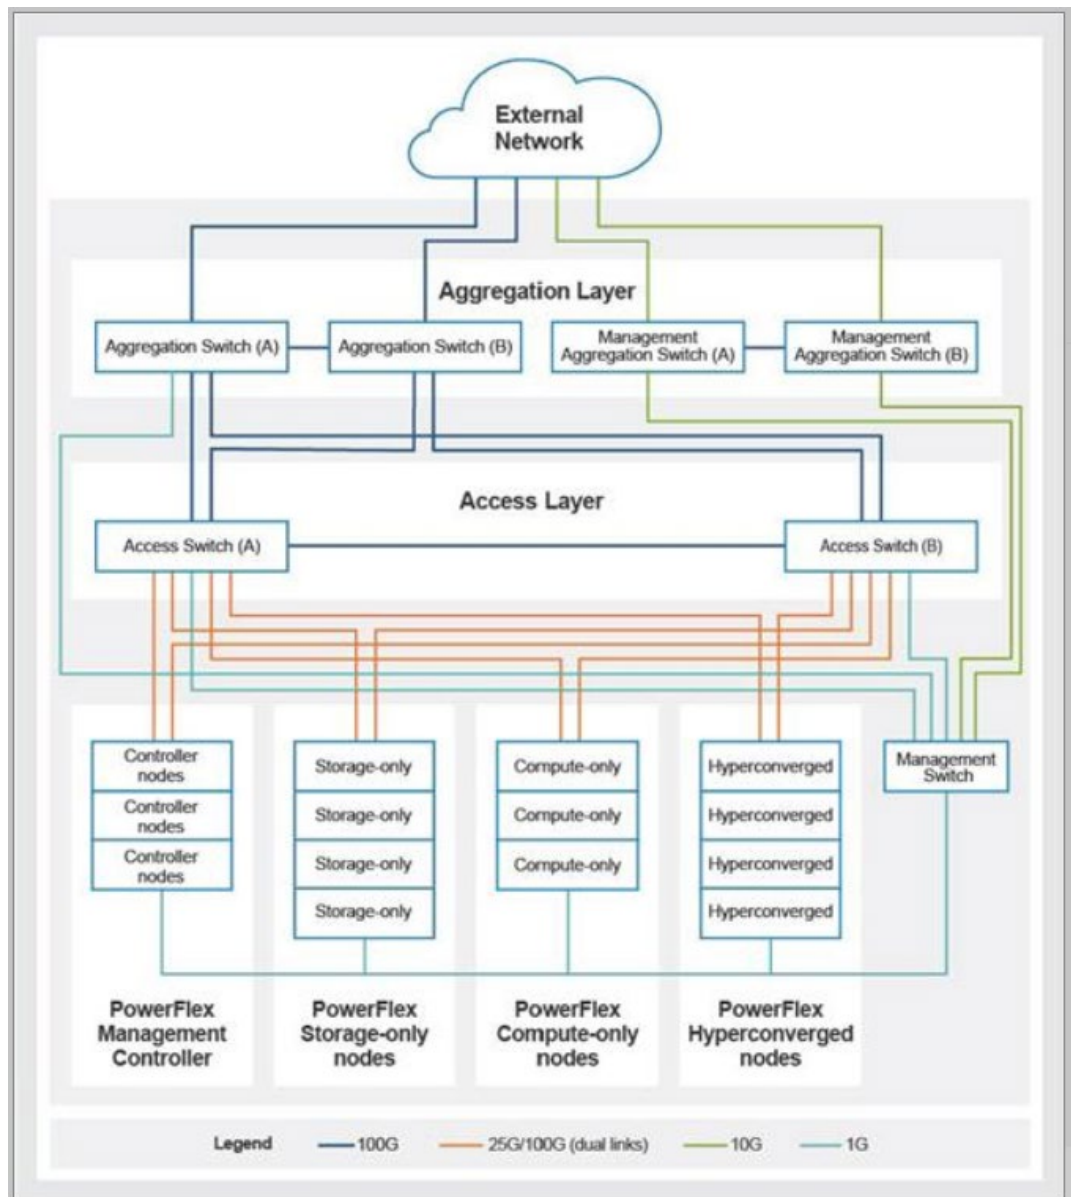 External
Network
Aggregation Layer
Aggregation Switch (A)
Aggregation Switch (B)
Management
Aggregation Switch (A)
Management
Aggregation Switch (B)
Access Layer
Access Switch (A)
Access Switch (B)
Controller
nodes
Controller
nodes
Controller
nodes
Storage-only
Storage-only
Storage-only
Storage-only
Compute-only
Compute-only
Compute-only
Hyperconverged
Hyperconverged
Hyperconverged
Hyperconverged
Management
Switch
PowerFlex
Management
Controller
PowerFlex
Storage-only
nodes
PowerFlex
Compute-only
nodes
PowerFlex
Hyperconverged
nodes
Legend
100G
25G/100G (dual links)
10G
1G